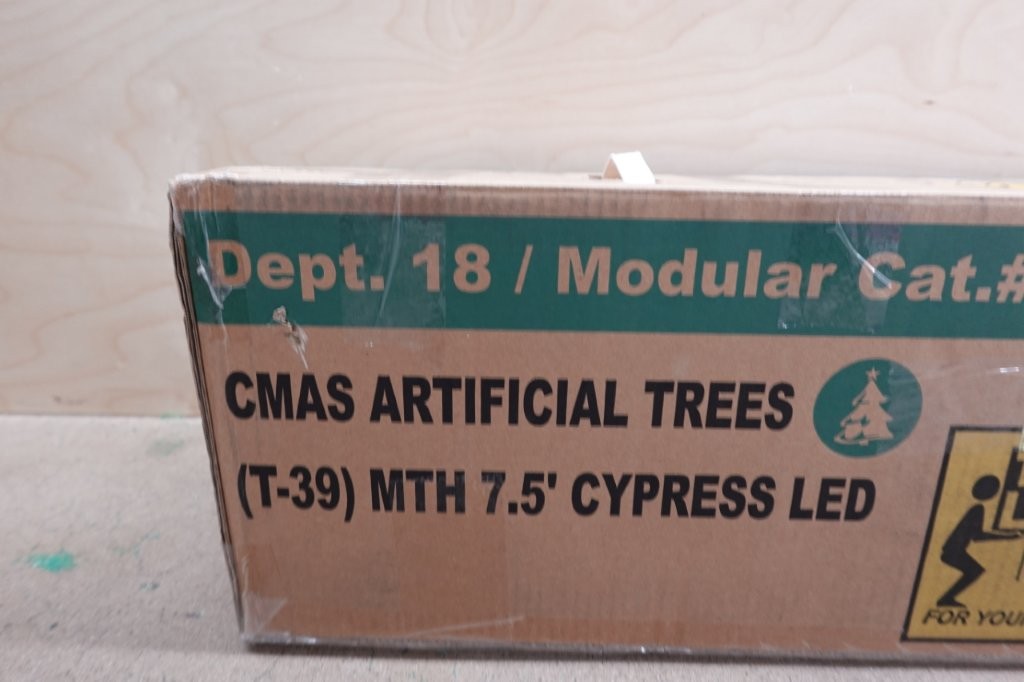 Dept. 18 / Modular Cat.#
CMAS ARTIFICIAL TREES
(T-39) MTH 7.5' CYPRESS LED
FOR YOU